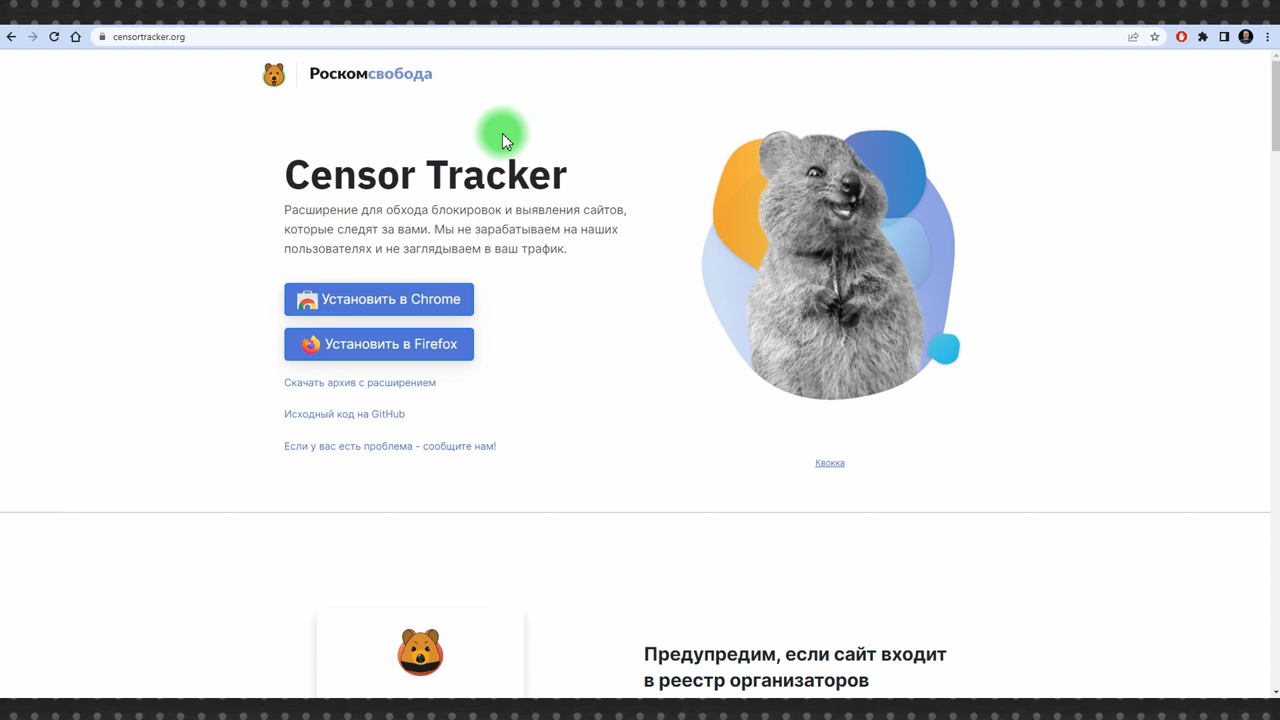 censortracker.org
Роскомсвобода
Censor Tracker
Расширение для обхода блокировок и выявления сайтов,
которые следят за вами. Мы не зарабатываем на наших
пользователях и не заглядываем в ваш трафик.
Установить в Chrome
Установить в Firefox
Скачать архив с расширением
Исходный код на GitHub
Если у вас есть проблема - сообщите нам!
Квокка
Предупредим, если сайт входит
в реестр организаторов